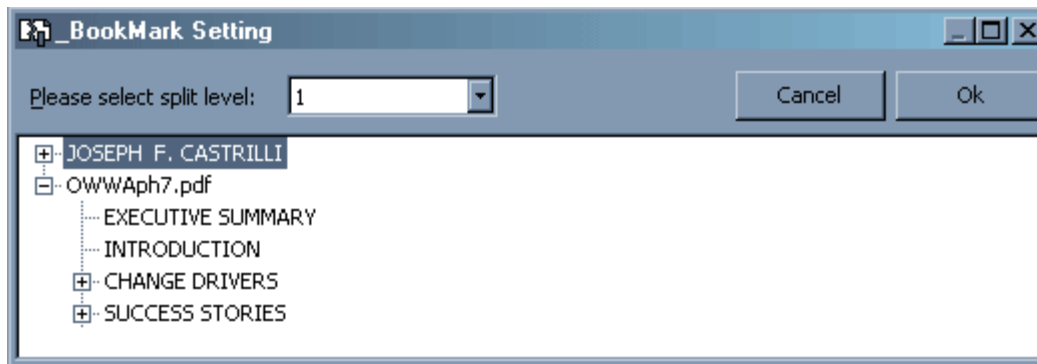 _BookMark Setting
Please select split level: 1 Cancel Ok
JOSEPH F. CASTRILLI
OWWAph7.pdf
EXECUTIVE SUMMARY
INTRODUCTION
CHANGE DRIVERS
SUCCESS STORIES